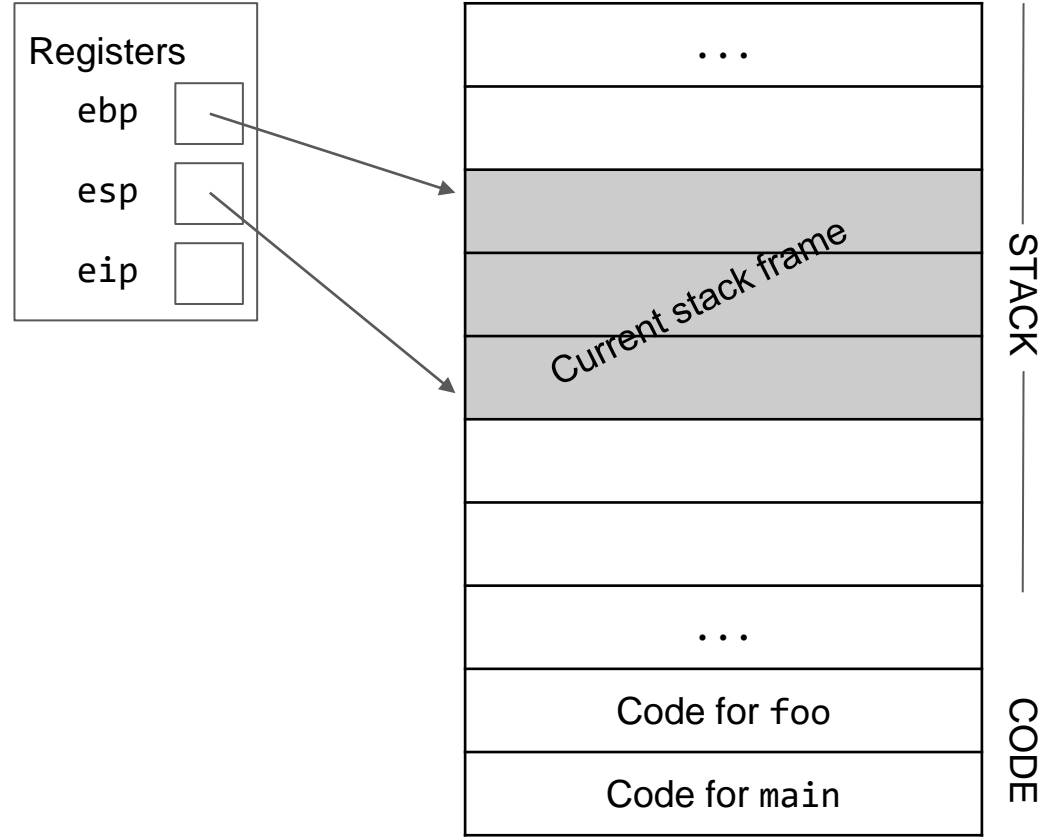 Registers
ebp
esp
eip
...
Current stack frame
...
Code for foo
Code for main
STACK
CODE